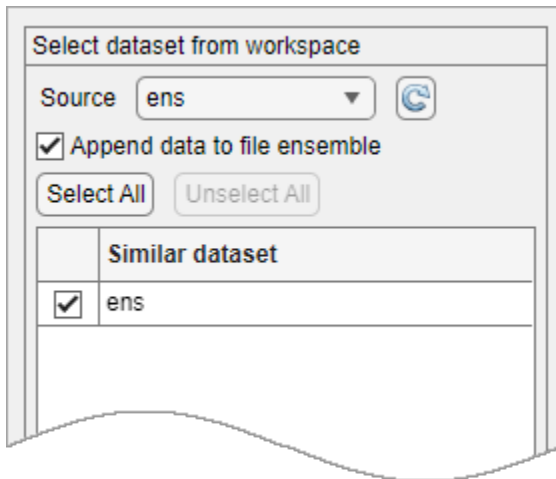 Select dataset from workspace
Source ens
Append data to file ensemble
Select All Unselect All
Similar dataset
ens